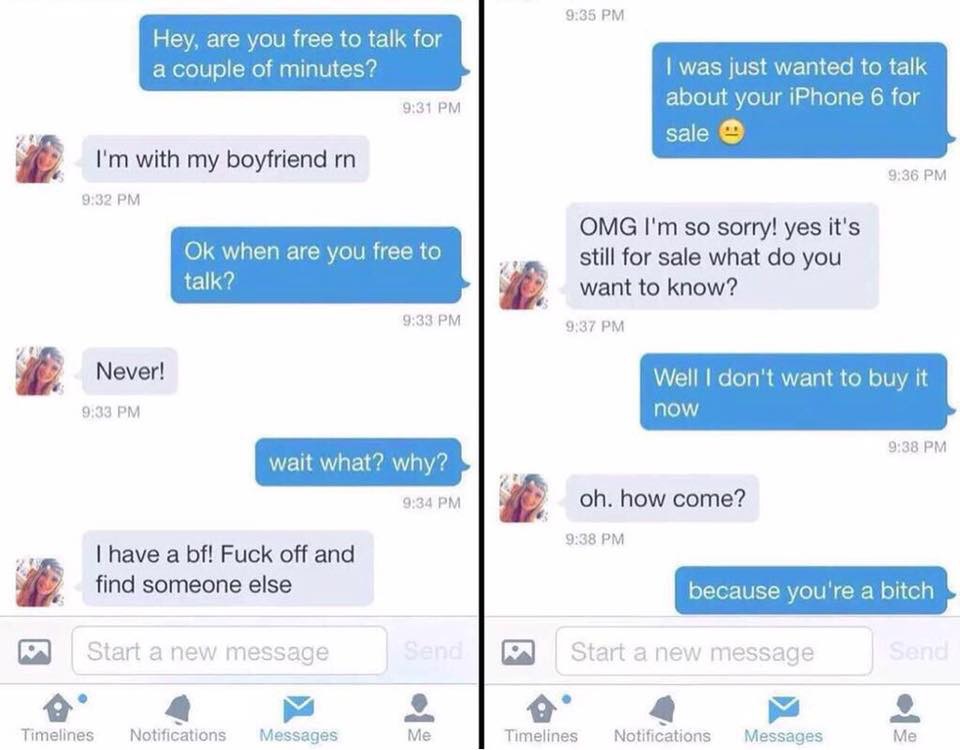 Hey, are you free to talk for
a couple of minutes?
9:31 PM
I'm with my boyfriend rn
9:32 PM
Ok when are you free to
talk?
9:33 PM
Never!
9:33 PM
wait what? why?
9:34 PM
I have a bf! Fuck off and
find someone else
Start a new message
Send
Timelines
Notifications
Messages
Me
9:35 PM
I was just wanted to talk
about your iPhone 6 for
sale 😐
9:36 PM
OMG I'm so sorry! yes it's
still for sale what do you
want to know?
9:37 PM
Well I don't want to buy it
now
9:38 PM
oh. how come?
9:38 PM
because you're a bitch
Start a new message
Send
Timelines
Notifications
Messages
Me